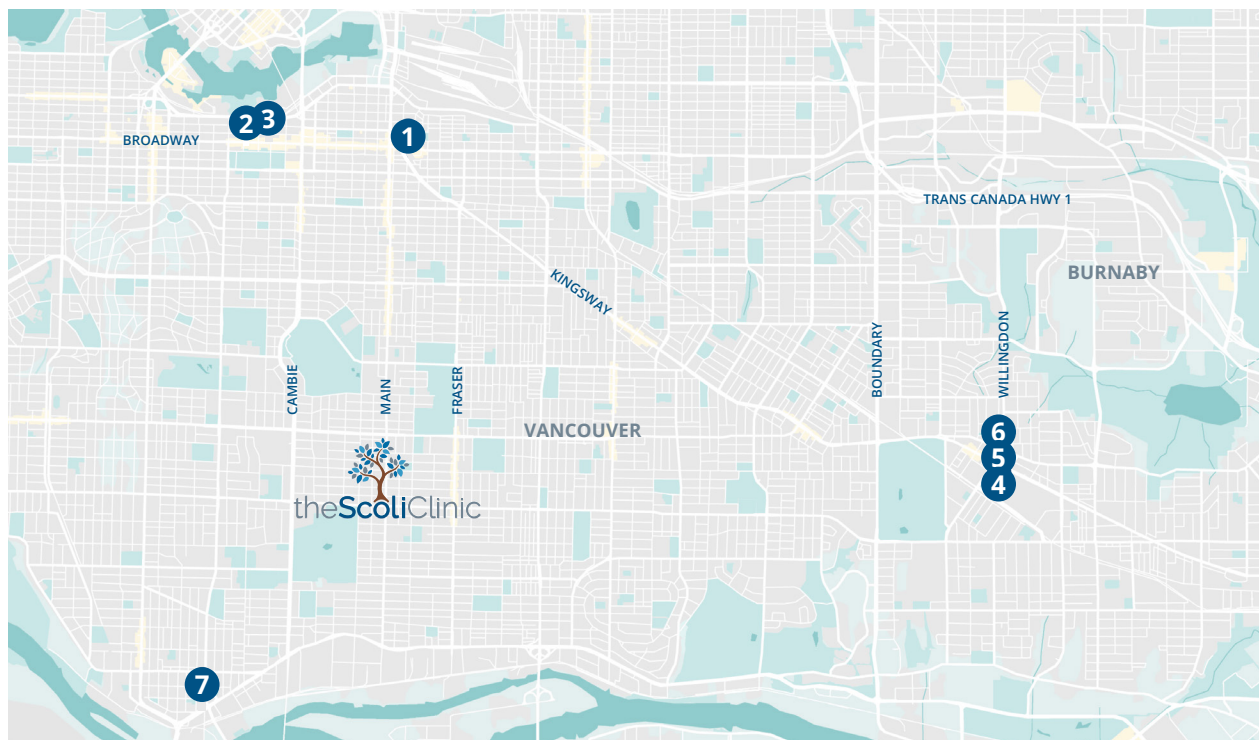 2
3
1
BROADWAY
TRANS CANADA HWY 1
BURNABY
KINGSWAY
BOUNDARY
WILLINGDON
CAMBIE
MAIN
FRASER
VANCOUVER
6
5
4
theScoliClinic
7